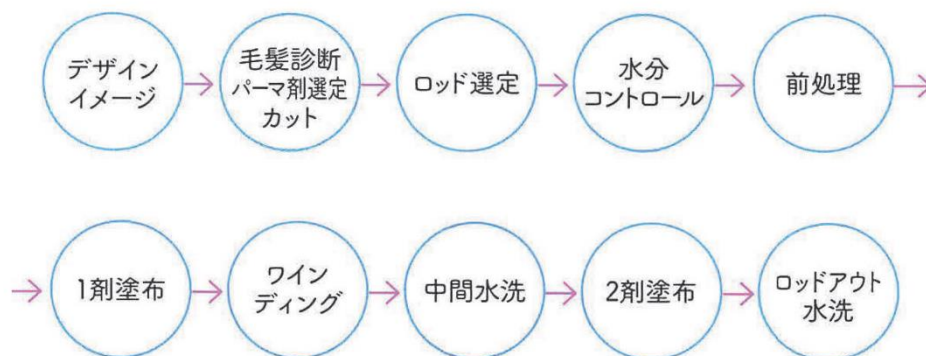 デザイン
イメージ
毛髪診断
パーマ剤選定
カット
ロッド選定
水分
コントロール
前処理
1剤塗布
ワイン
ディング
中間水洗
2剤塗布
ロッドアウト
水洗